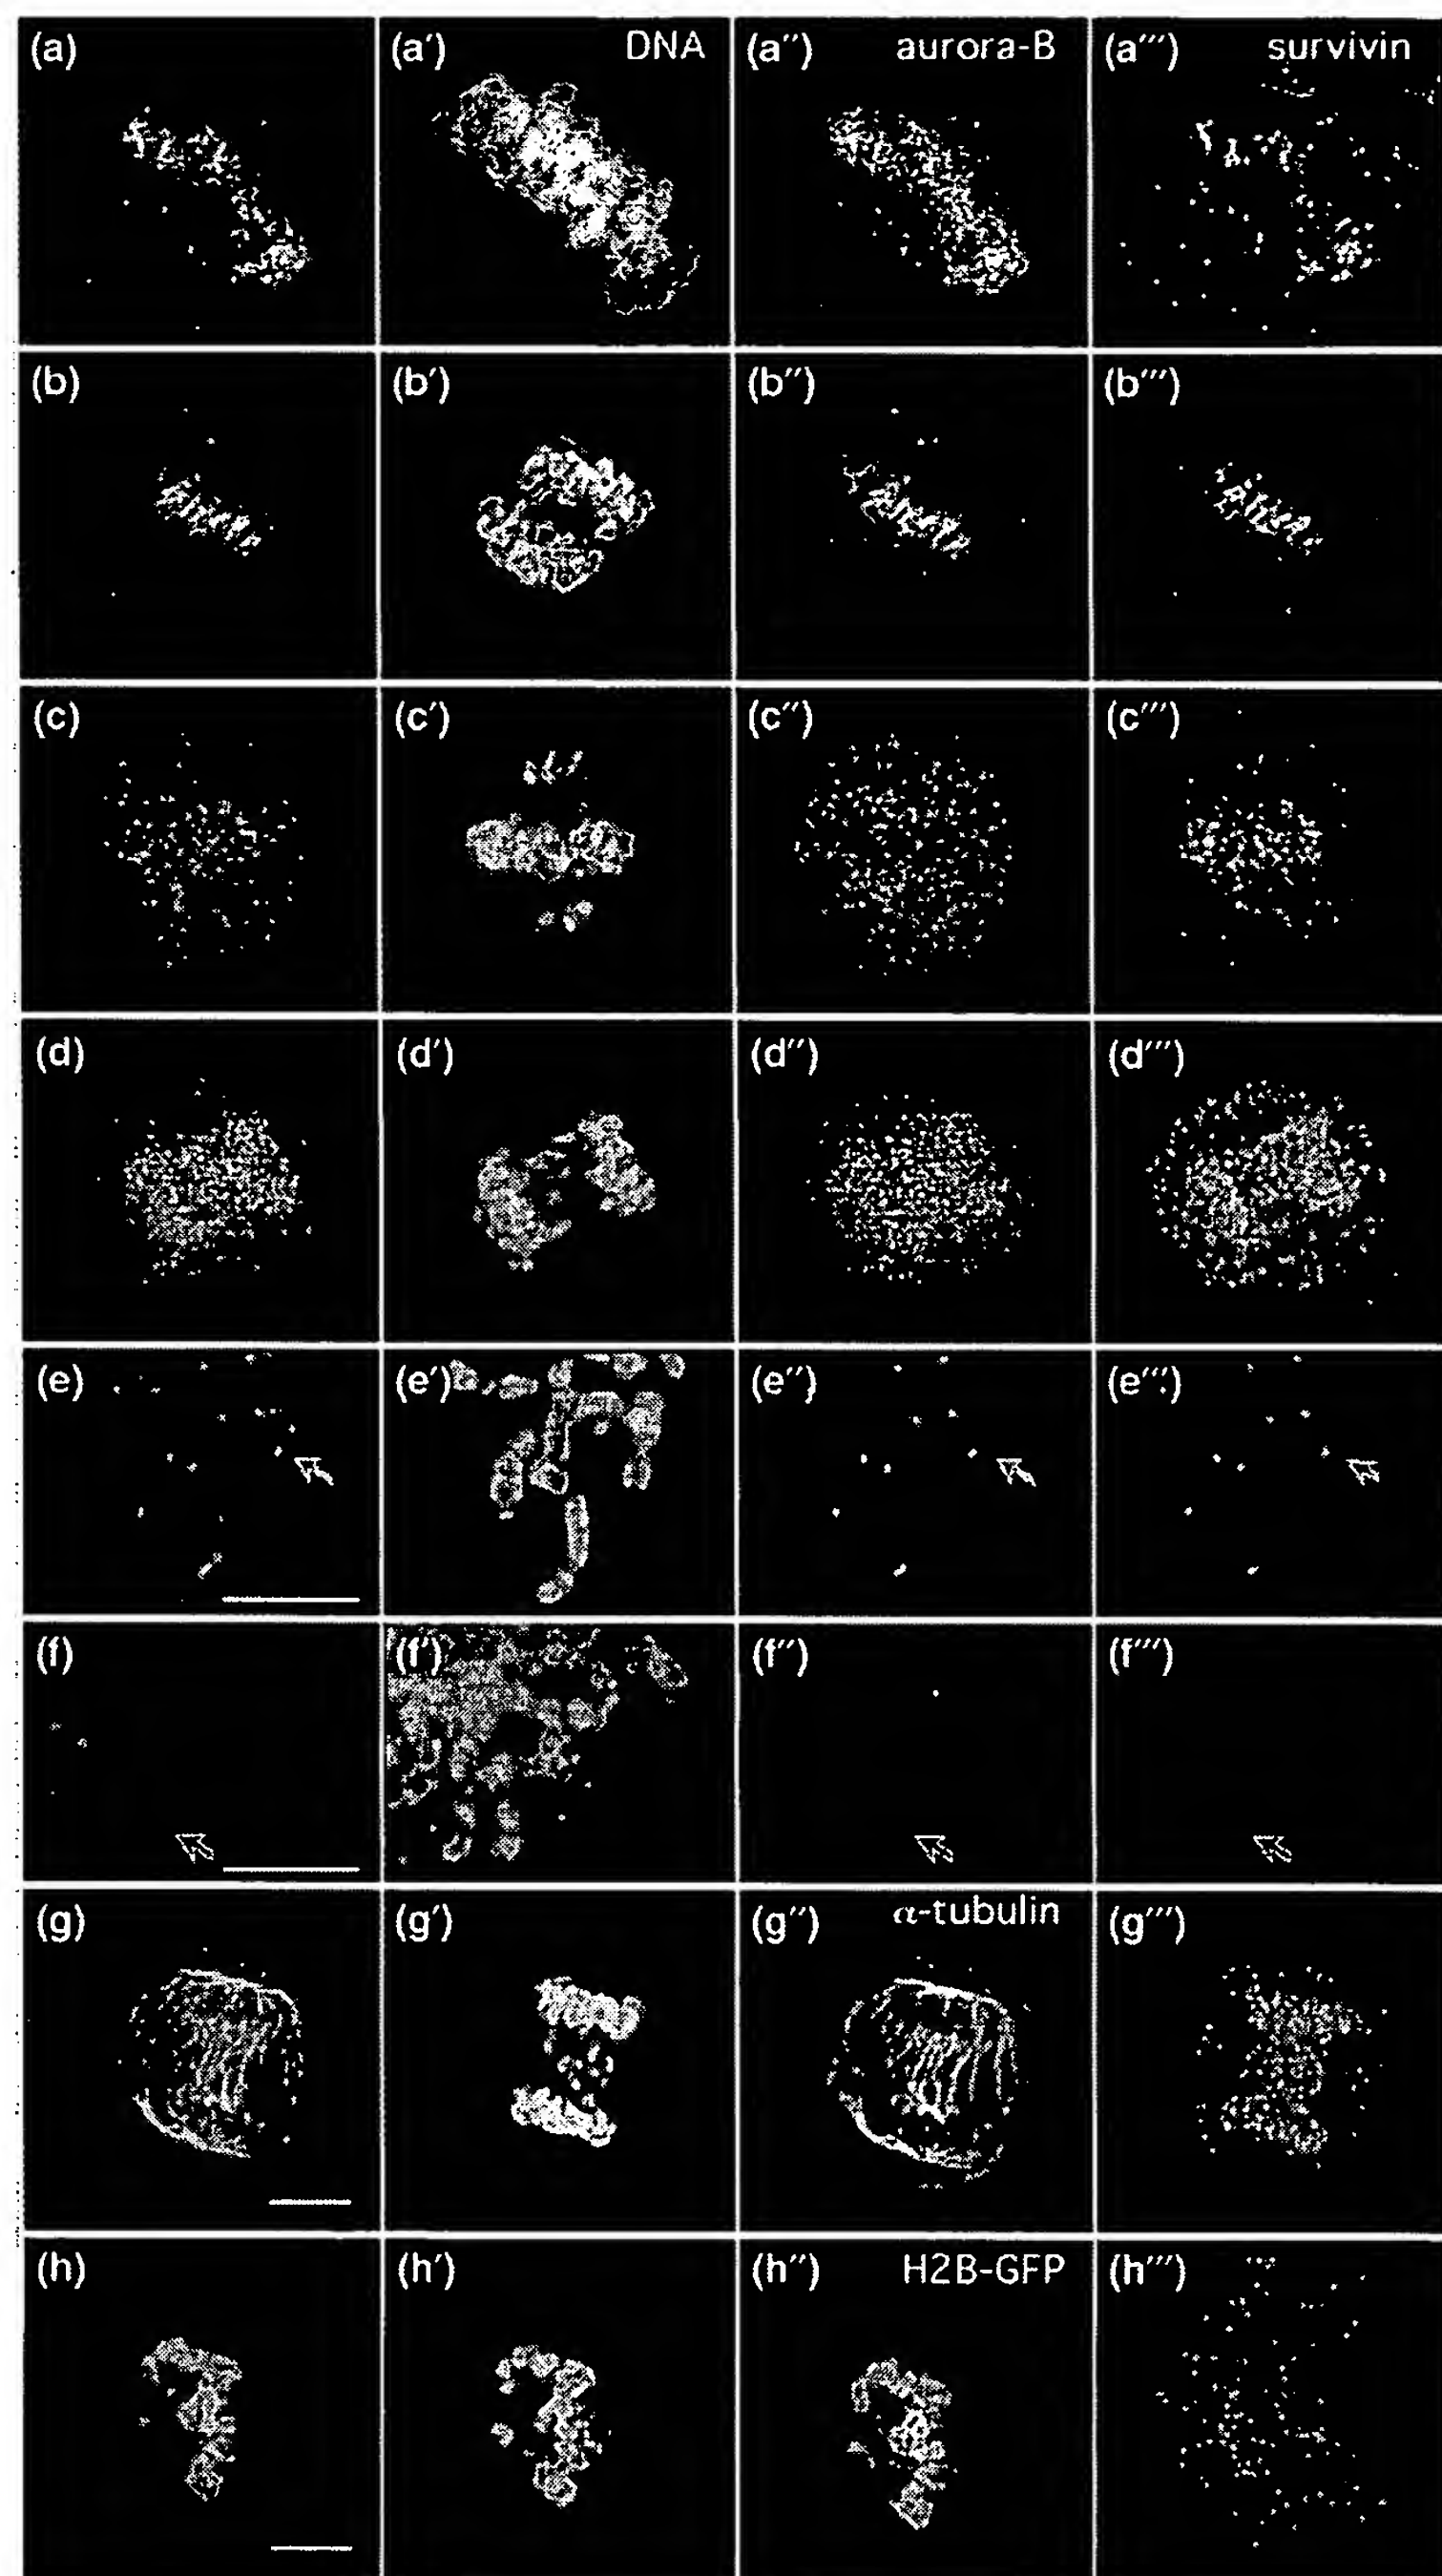 (a) (a') DNA (a'') aurora-B (a''') survivin
(b) (b') (b'') (b''')
(c) (c') (c'') (c''')
(d) (d') (d'') (d''')
(e) (e') (e'') (e''')
(f) (f') (f'') (f''')
(g) (g') (g'') α-tubulin (g''')
(h) (h') (h'') H2B-GFP (h''')